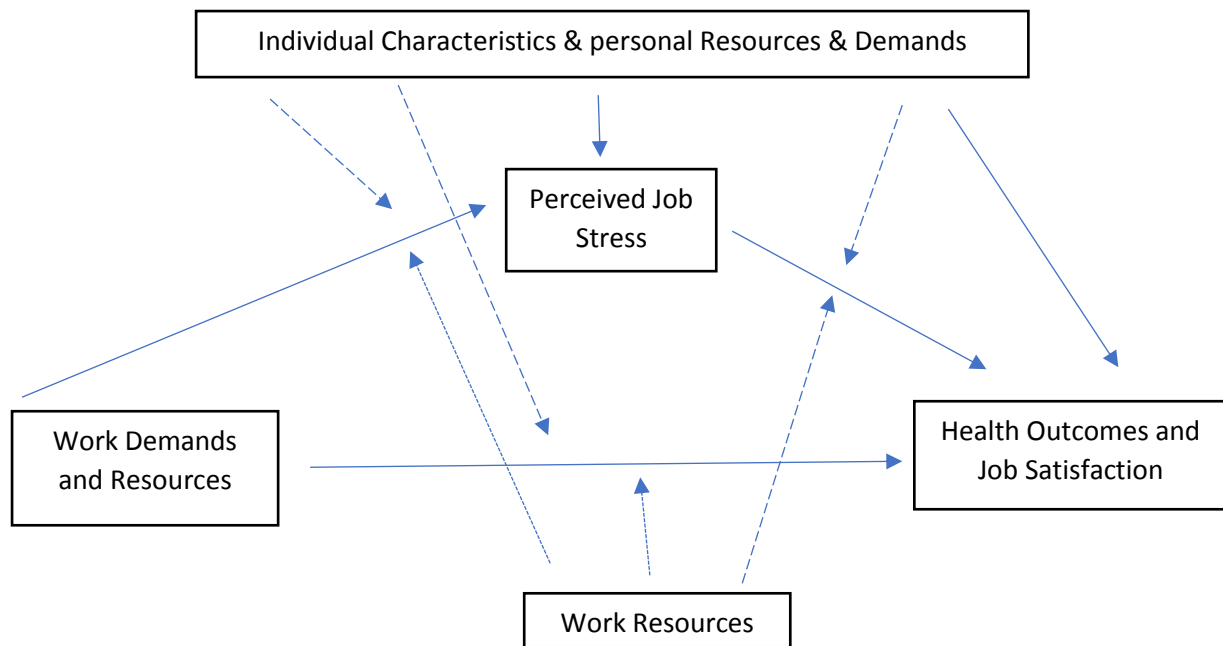 Individual Characteristics & personal Resources & Demands
Perceived Job
Stress
Work Demands
and Resources
Health Outcomes and
Job Satisfaction
Work Resources